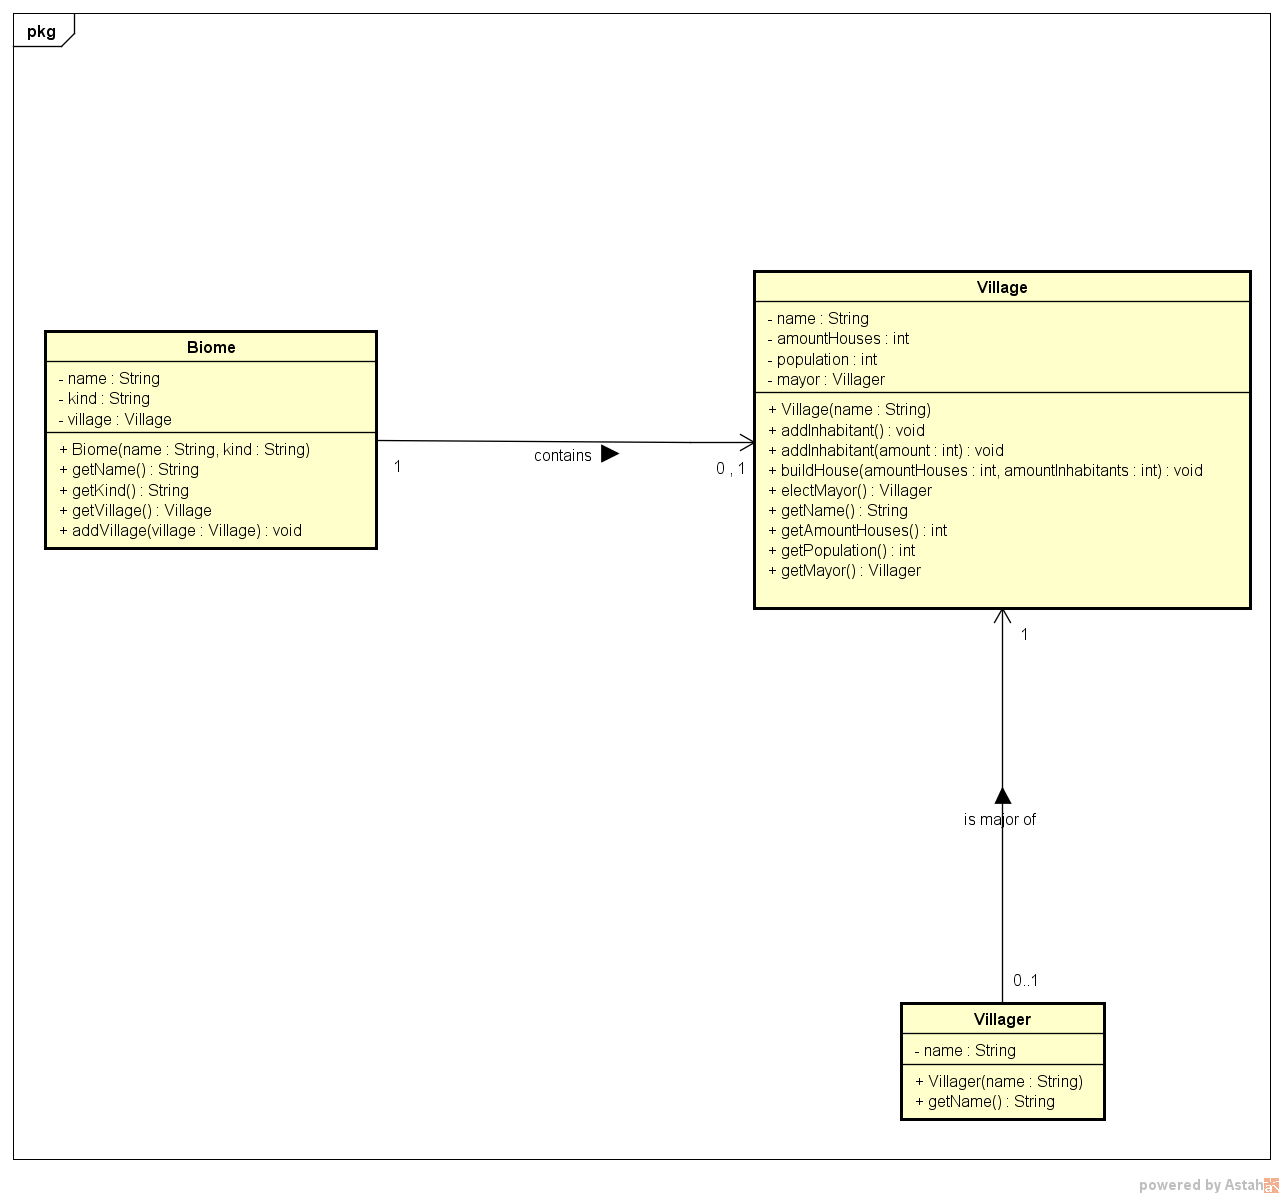 pkg
Village
- name : String
- amountHouses : int
- population : int
- mayor : Villager
+ Village(name : String)
+ addInhabitant() : void
+ addInhabitant(amount : int) : void
+ buildHouse(amountHouses : int, amountInhabitants : int) : void
+ electMayor() : Villager
+ getName() : String
+ getAmountHouses() : int
+ getPopulation() : int
+ getMayor() : Villager
Biome
- name : String
- kind : String
- village : Village
+ Biome(name : String, kind : String)
+ getName() : String
+ getKind() : String
+ getVillage() : Village
+ addVillage(village : Village) : void
1
contains
0 , 1
1
is major of
0..1
Villager
- name : String
+ Villager(name : String)
+ getName() : String
powered by Astah